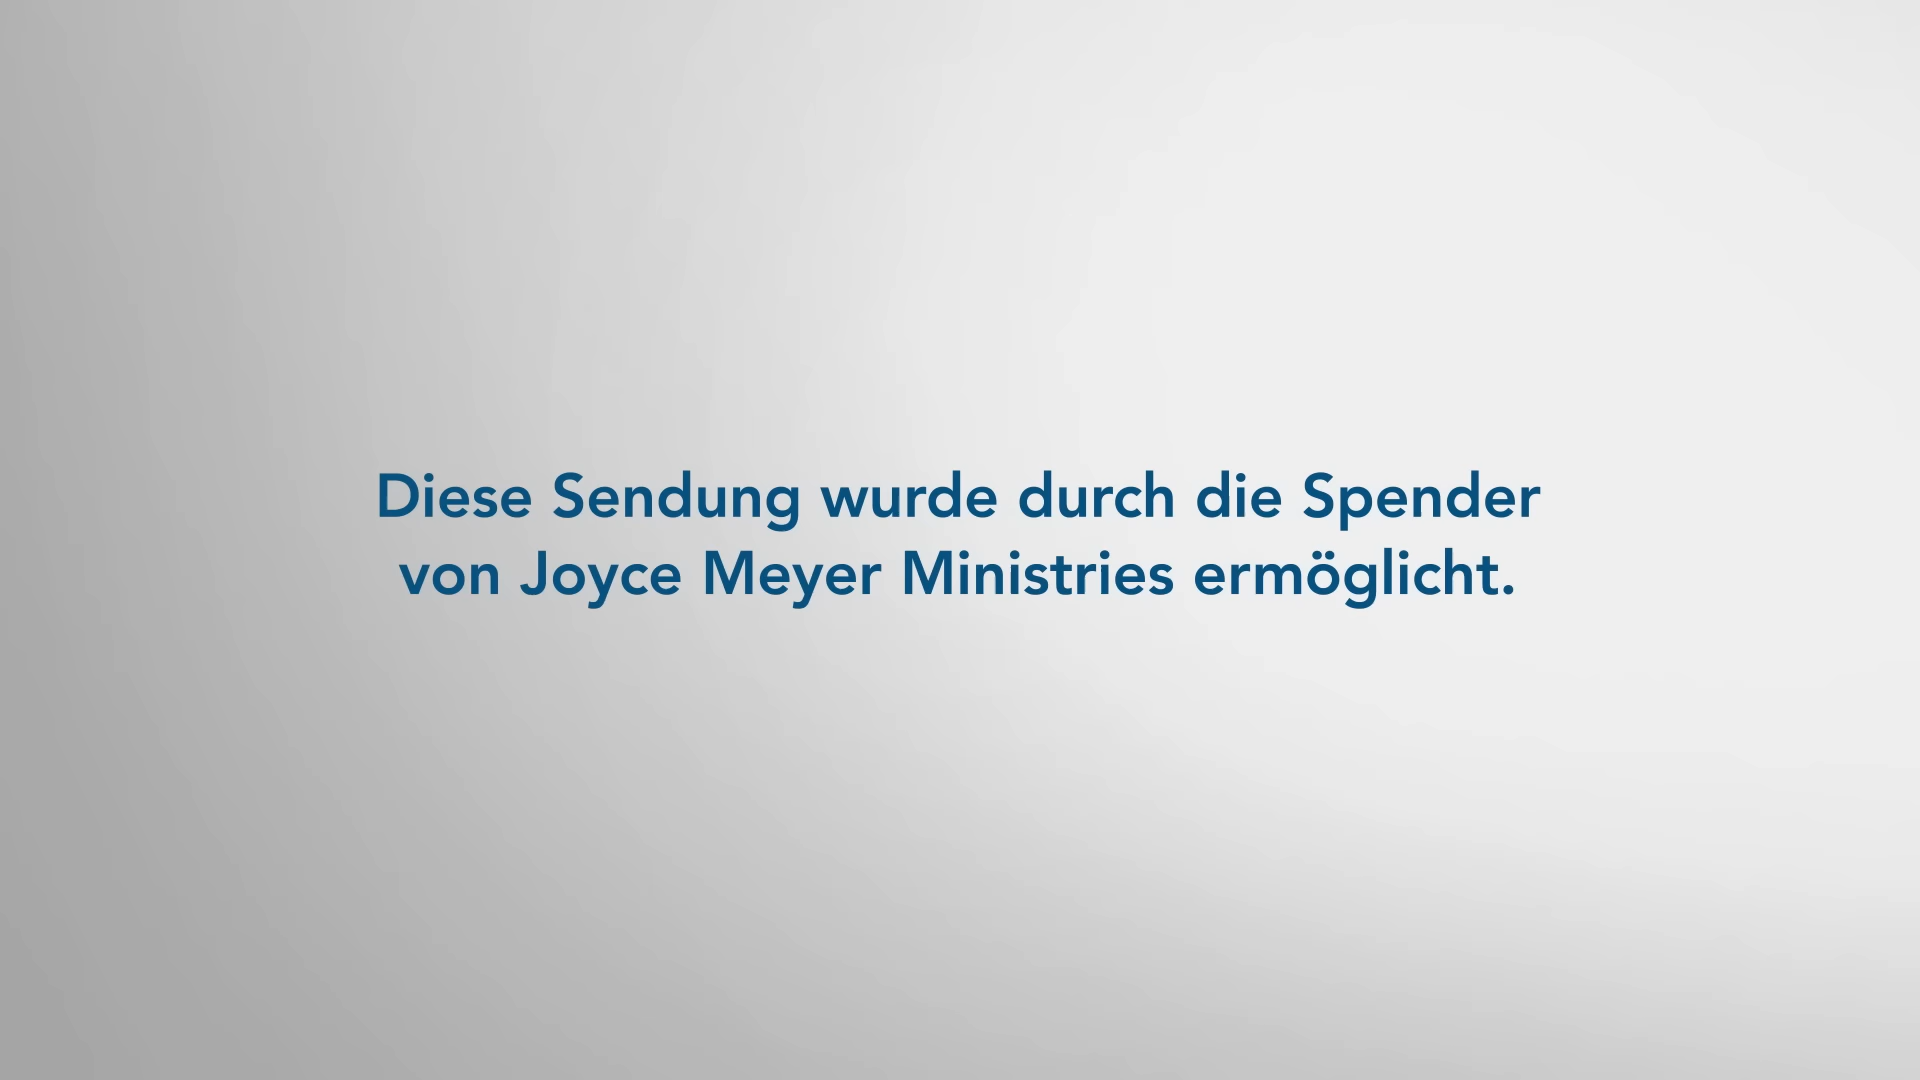 Diese Sendung wurde durch die Spender
von Joyce Meyer Ministries ermöglicht.